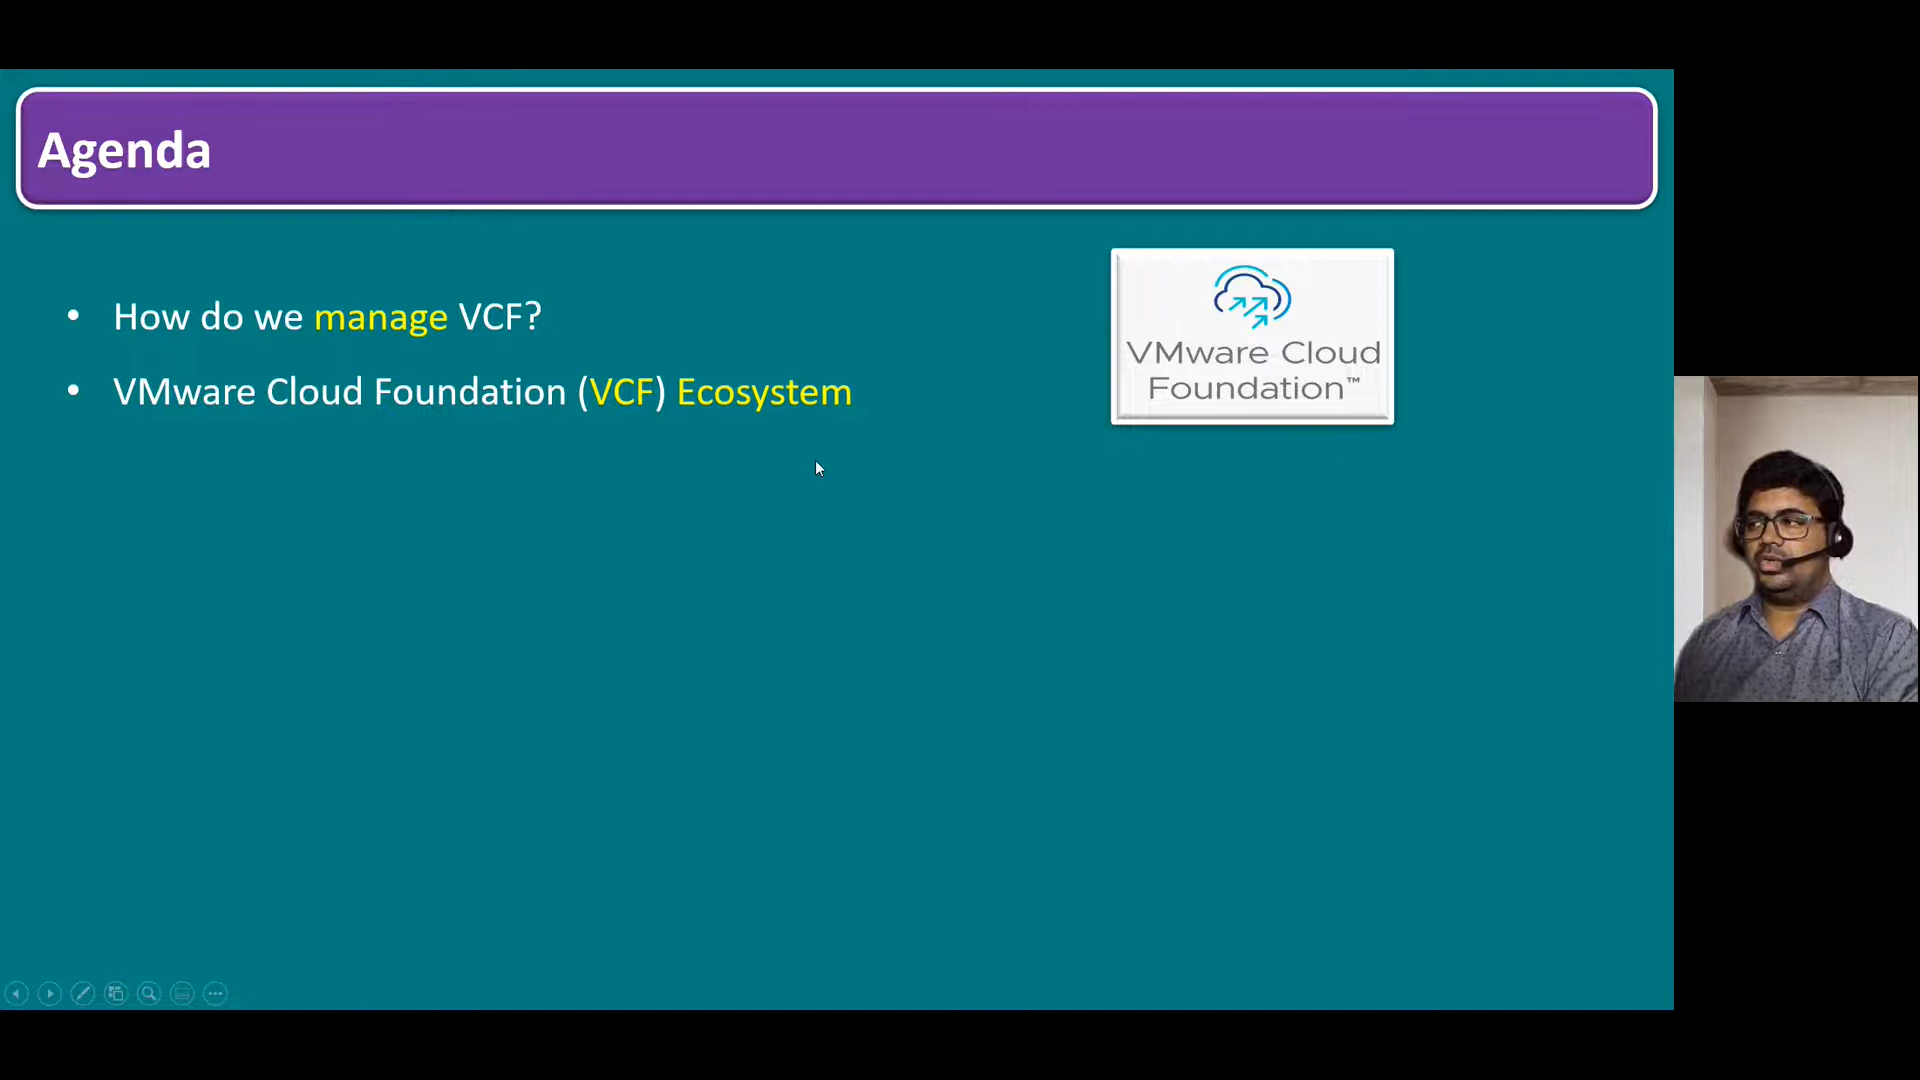 Agenda
• How do we manage VCF?
• VMware Cloud Foundation (VCF) Ecosystem
VMware Cloud
Foundation™